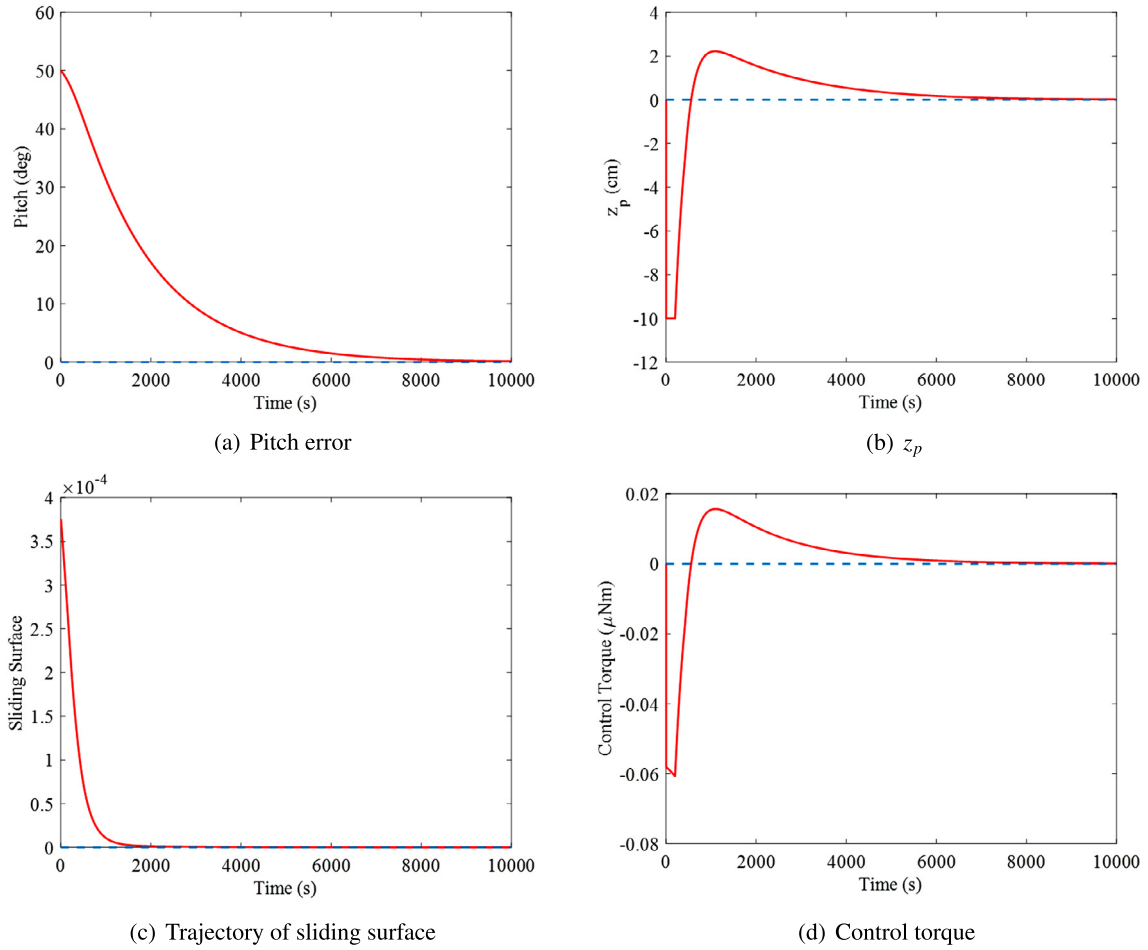 60
50
40
30
20
10
0
Pitch (deg)
0 2000 4000 6000 8000 10000
Time (s)
(a) Pitch error
4
2
0
-2
-4
-6
-8
-10
-12
z_p (cm)
0 2000 4000 6000 8000 10000
Time (s)
(b) z_p
×10^-4
4
3.5
3
2.5
2
1.5
1
0.5
0
Sliding Surface
0 2000 4000 6000 8000 10000
Time (s)
(c) Trajectory of sliding surface
0.02
0
-0.02
-0.04
-0.06
-0.08
Control Torque (μNm)
0 2000 4000 6000 8000 10000
Time (s)
(d) Control torque